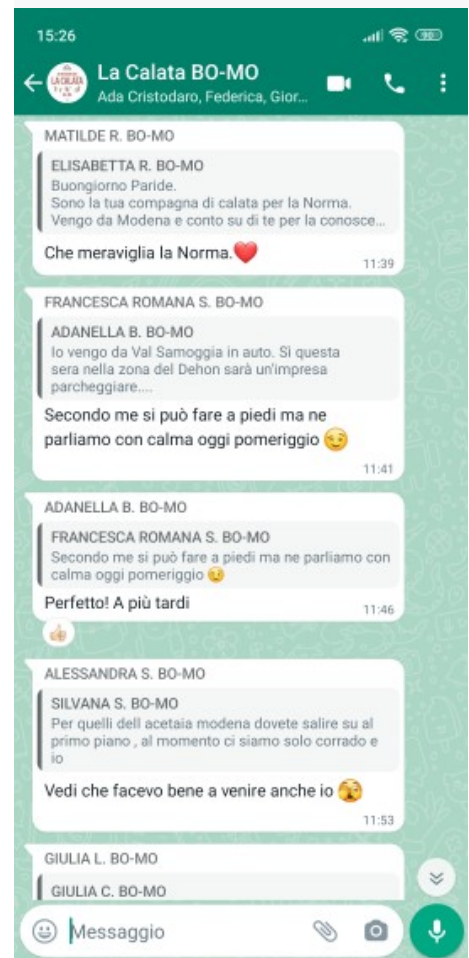 15:26
90
La Calata BO-MO
Ada Cristodaro, Federica, Gior...
MATILDE R. BO-MO
ELISABETTA R. BO-MO
Buongiorno Paride.
Sono la tua compagna di calata per la Norma.
Vengo da Modena e conto su di te per la conosce...
Che meraviglia la Norma.❤️
11:39
FRANCESCA ROMANA S. BO-MO
ADANELLA B. BO-MO
Io vengo da Val Samoggia in auto. Sì questa
sera nella zona del Dehon sarà un'impresa
parcheggiare....
Secondo me si può fare a piedi ma ne
parliamo con calma oggi pomeriggio 😉
11:41
ADANELLA B. BO-MO
FRANCESCA ROMANA S. BO-MO
Secondo me si può fare a piedi ma ne parliamo con
calma oggi pomeriggio 😉
Perfetto! A più tardi
11:46
ALESSANDRA S. BO-MO
SILVANA S. BO-MO
Per quelli dell acetaia modena dovete salire su al
primo piano , al momento ci siamo solo corrado e
io
Vedi che facevo bene a venire anche io 🫣
11:53
GIULIA L. BO-MO
GIULIA C. BO-MO
Messaggio